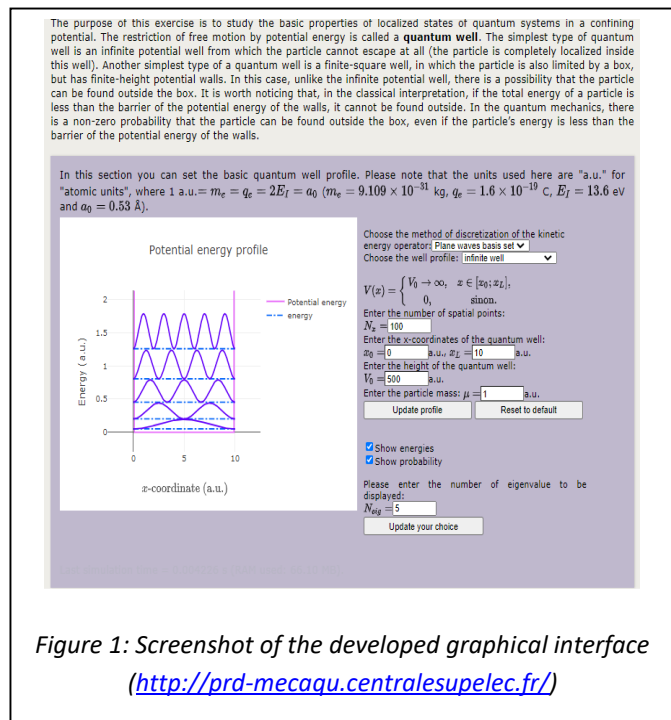 The purpose of this exercise is to study the basic properties of localized states of quantum systems in a confining
potential. The restriction of free motion by potential energy is called a quantum well. The simplest type of quantum
well is an infinite potential well from which the particle cannot escape at all (the particle is completely localized inside
this well). Another simplest type of a quantum well is a finite-square well, in which the particle is also limited by a box,
but has finite-height potential walls. In this case, unlike the infinite potential well, there is a possibility that the particle
can be found outside the box. It is worth noticing that, in the classical interpretation, if the total energy of a particle is
less than the barrier of the potential energy of the walls, it cannot be found outside. In the quantum mechanics, there
is a non-zero probability that the particle can be found outside the box, even if the particle's energy is less than the
barrier of the potential energy of the walls.
In this section you can set the basic quantum well profile. Please note that the units used here are "a.u." for
"atomic units", where 1 a.u.= mₑ = qₑ = 2E_I = a₀ (mₑ = 9.109 × 10⁻³¹ kg, qₑ = 1.6 × 10⁻¹⁹ C, E_I = 13.6 eV
and a₀ = 0.53 Å).
Potential energy profile
2
1.5
1
0.5
0
Energy (a.u.)
0 5 10
x-coordinate (a.u.)
Potential energy
energy
Choose the method of discretization of the kinetic
energy operator: Plane waves basis set
Choose the well profile: infinite well
V(x) = { V₀ → ∞, x ∈ [x₀; x_L],
0, sinon.
Enter the number of spatial points:
Nₓ = 100
Enter the x-coordinates of the quantum well:
x₀ = 0 a.u., x_L = 10 a.u.
Enter the height of the quantum well:
V₀ = 500 a.u.
Enter the particle mass: μ = 1 a.u.
Update profile Reset to default
Show energies
Show probability
Please enter the number of eigenvalue to be
displayed:
N_eig = 5
Update your choice
Figure 1: Screenshot of the developed graphical interface
(http://prd-mecaqu.centralesupelec.fr/)